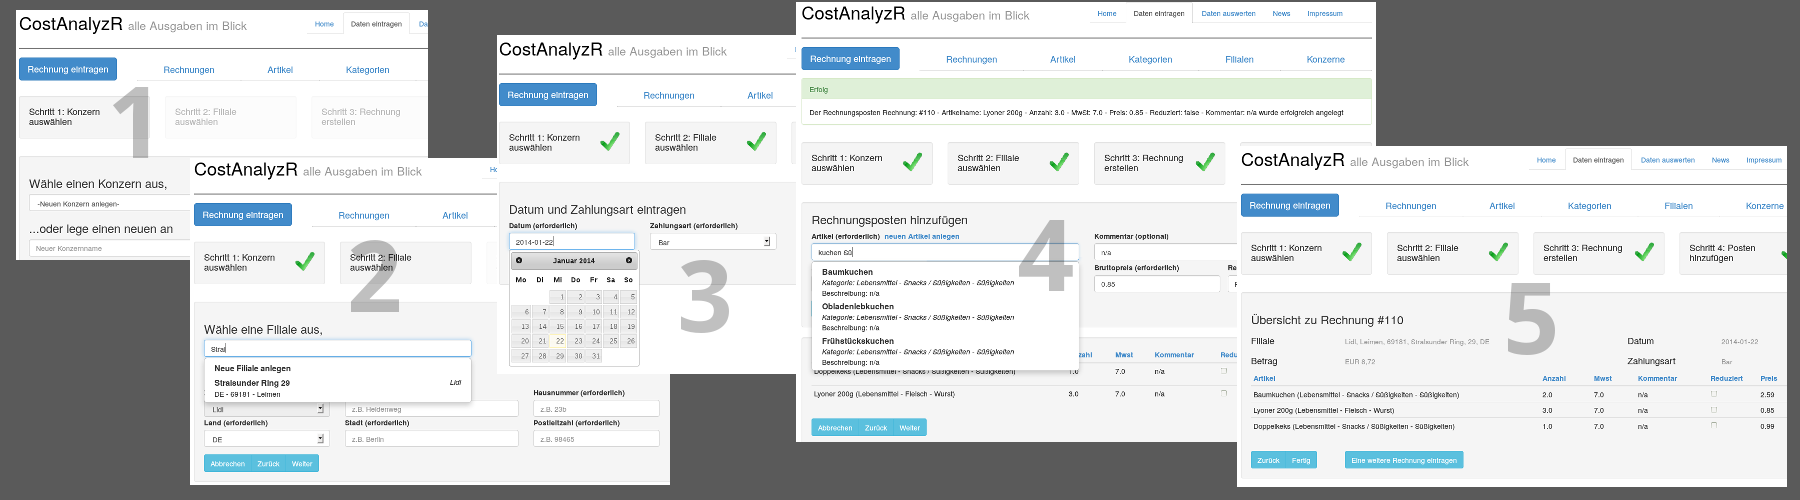 CostAnalyzR alle Ausgaben im Blick
Home Daten eintragen
Rechnung eintragen Rechnungen Artikel Kategorien
Schritt 1: Konzern auswählen
Schritt 2: Filiale auswählen
Schritt 3: Rechnung erstellen
1
Wähle einen Konzern aus,
-Neuen Konzern anlegen-
...oder lege einen neuen an
Neuer Konzernname
CostAnalyzR alle Ausgaben im Blick
Rechnung eintragen Rechnungen Artikel
Schritt 1: Konzern auswählen
Schritt 2: Filiale auswählen
2
Wähle eine Filiale aus,
Stral
Neue Filiale anlegen
Stralsunder Ring 29 Lidl
DE - 69181 - Leimen
Hausnummer (erforderlich)
Lidl z.B. Heidenweg z.B. 23b
Land (erforderlich) Stadt (erforderlich) Postleitzahl (erforderlich)
DE z.B. Berlin z.B. 98465
Abbrechen Zurück Weiter
CostAnalyzR alle Ausgaben im Blick
Rechnung eintragen Rechnungen Artikel
Schritt 1: Konzern auswählen
Schritt 2: Filiale auswählen
Datum und Zahlungsart eintragen
Datum (erforderlich) Zahlungsart (erforderlich)
2014-01-22 Bar
Januar 2014
Mo Di Mi Do Fr Sa So
1 2 3 4 5
6 7 8 9 10 11 12
13 14 15 16 17 18 19
20 21 22 23 24 25 26
27 28 29 30 31
3
CostAnalyzR alle Ausgaben im Blick
Home Daten eintragen Daten auswerten News Impressum
Rechnung eintragen Rechnungen Artikel Kategorien Filialen Konzerne
Erfolg
Der Rechnungsposten Rechnung: #110 - Artikelname: Lyoner 200g - Anzahl: 3.0 - MwSt: 7.0 - Preis: 0.85 - Reduziert: false - Kommentar: n/a wurde erfolgreich angelegt
Schritt 1: Konzern auswählen
Schritt 2: Filiale auswählen
Schritt 3: Rechnung erstellen
Rechnungsposten hinzufügen
4
Artikel (erforderlich) neuen Artikel anlegen Kommentar (optional)
kuchen sü n/a
Bruttopreis (erforderlich) Re
0.85
Baumkuchen
Kategorie: Lebensmittel - Snacks / Süßigkeiten - Süßigkeiten
Beschreibung: n/a
Obladenlebkuchen
Kategorie: Lebensmittel - Snacks / Süßigkeiten - Süßigkeiten
Beschreibung: n/a
Frühstückskuchen
Kategorie: Lebensmittel - Snacks / Süßigkeiten - Süßigkeiten
Beschreibung: n/a
zahl Mwst Kommentar Redu
Doppelkeks (Lebensmittel - Snacks / Süßigkeiten - Süßigkeiten) 1.0 7.0 n/a
Lyoner 200g (Lebensmittel - Fleisch - Wurst) 3.0 7.0 n/a
Abbrechen Zurück Weiter
CostAnalyzR alle Ausgaben im Blick
Home Daten eintragen Daten auswerten News Impressum
Rechnung eintragen Rechnungen Artikel Kategorien Filialen Konzerne
Schritt 1: Konzern auswählen
Schritt 2: Filiale auswählen
Schritt 3: Rechnung erstellen
Schritt 4: Posten hinzufügen
5
Übersicht zu Rechnung #110
Filiale Lidl, Leimen, 69181, Stralsunder Ring, 29, DE Datum 2014-01-22
Betrag EUR 8,72 Zahlungsart Bar
Artikel Anzahl Mwst Kommentar Reduziert Preis
Baumkuchen (Lebensmittel - Snacks / Süßigkeiten - Süßigkeiten) 2.0 7.0 n/a 2.59
Lyoner 200g (Lebensmittel - Fleisch - Wurst) 3.0 7.0 n/a 0.85
Doppelkeks (Lebensmittel - Snacks / Süßigkeiten - Süßigkeiten) 1.0 7.0 n/a 0.99
Zurück Fertig Eine weitere Rechnung eintragen